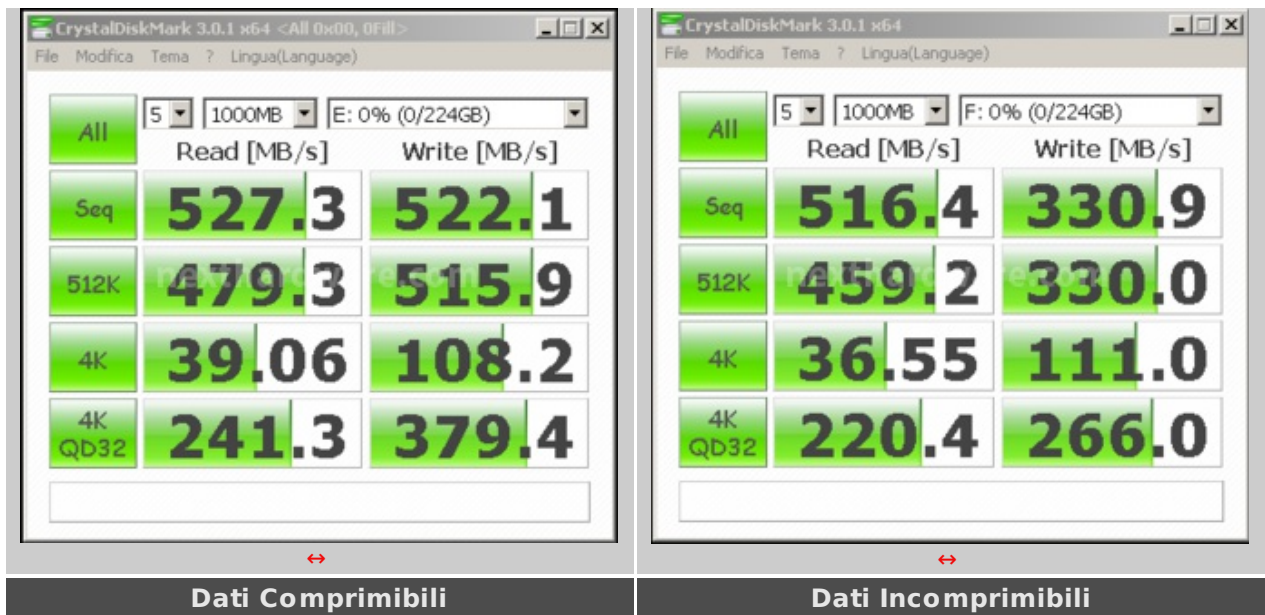 CrystalDiskMark 3.0.1 x64 <All 0x00, 0Fill>
File Modifica Tema ? Lingua(Language)
All 5 1000MB E: 0% (0/224GB)
Read [MB/s] Write [MB/s]
Seq 527.3 522.1
512K 479.3 515.9
4K 39.06 108.2
4K QD32 241.3 379.4
nexthardware.com
↔
Dati Comprimibili
CrystalDiskMark 3.0.1 x64
File Modifica Tema ? Lingua(Language)
All 5 1000MB F: 0% (0/224GB)
Read [MB/s] Write [MB/s]
Seq 516.4 330.9
512K 459.2 330.0
4K 36.55 111.0
4K QD32 220.4 266.0
nexthardware.com
↔
Dati Incomprimibili